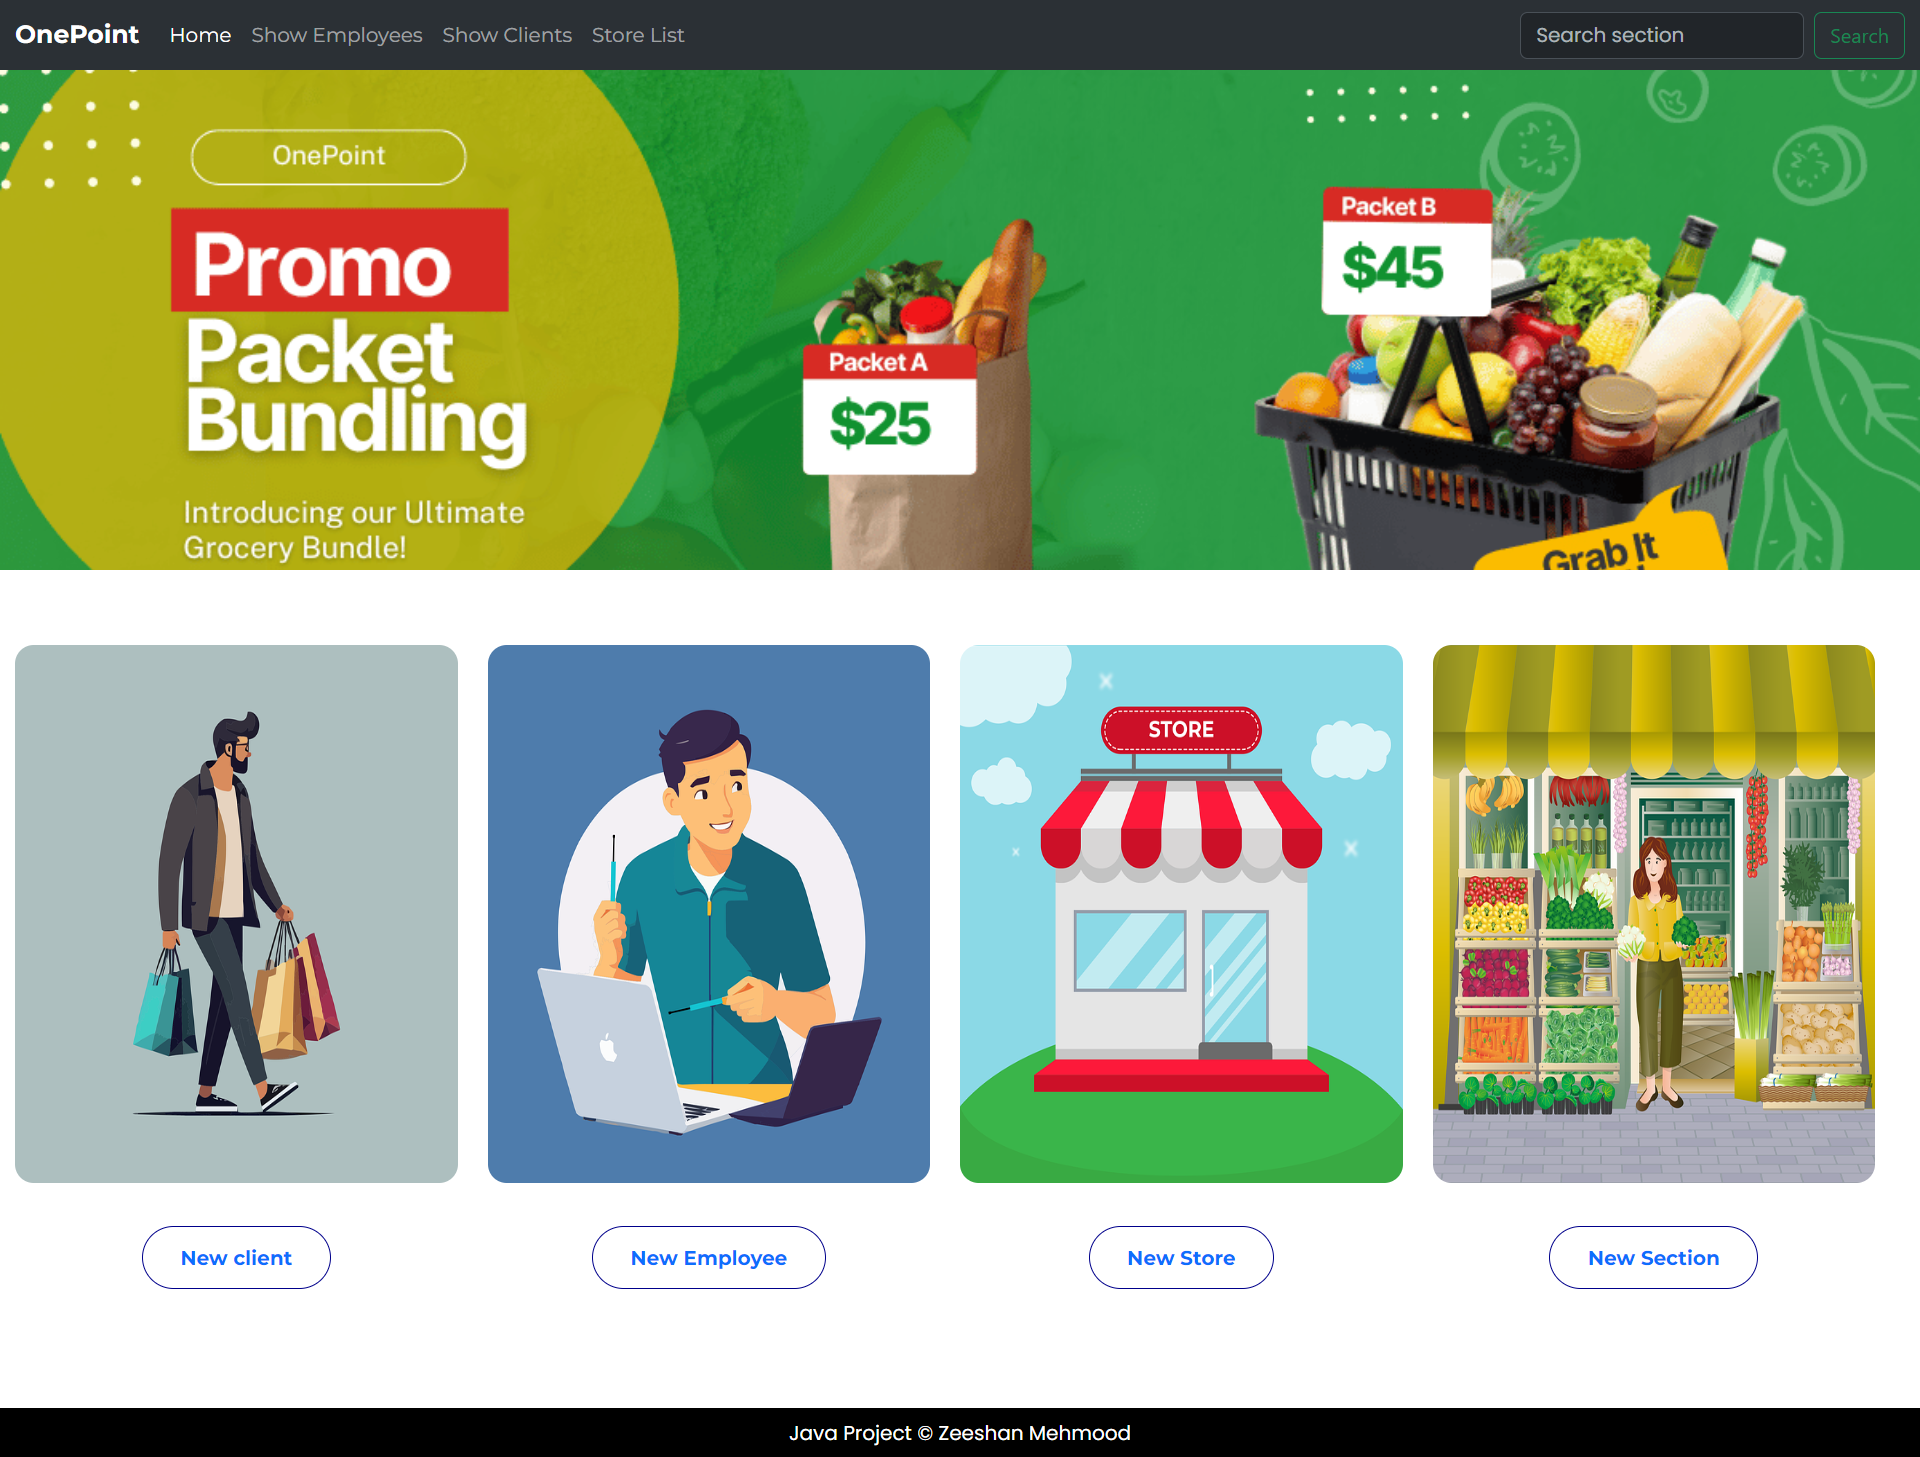 OnePoint Home Show Employees Show Clients Store List Search section Search
OnePoint
Promo
Packet
Bundling
Introducing our Ultimate
Grocery Bundle!
Packet A
$25
Packet B
$45
Grab It
STORE
New client
New Employee
New Store
New Section
Java Project © Zeeshan Mehmood